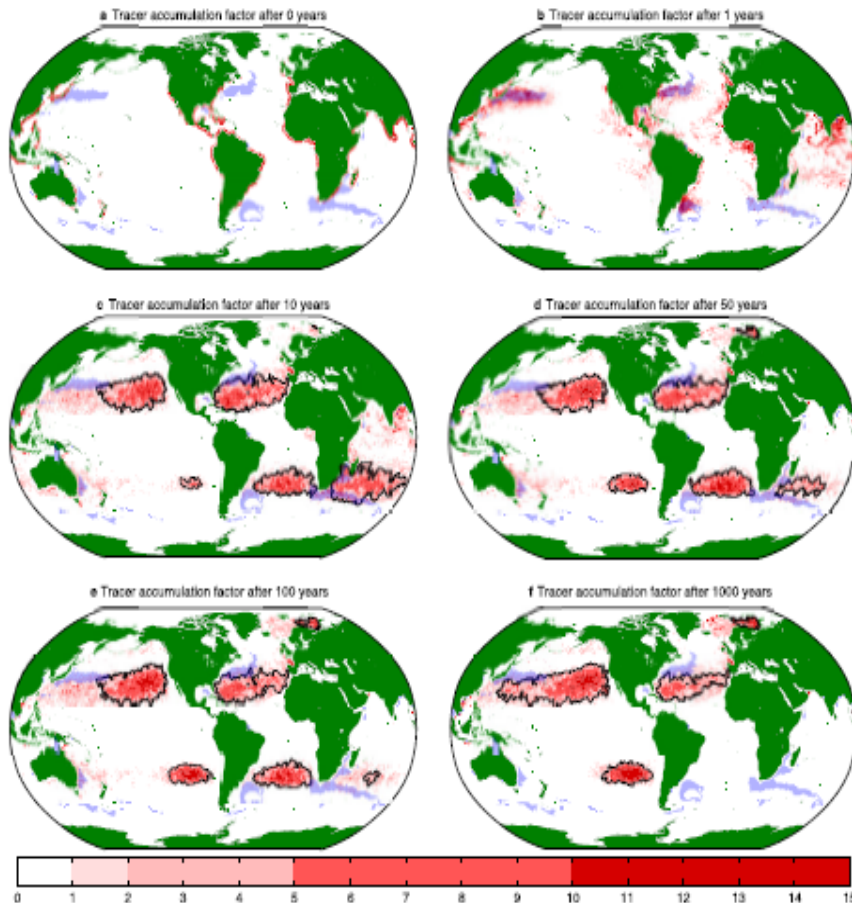 a Tracer accumulation factor after 0 years
b Tracer accumulation factor after 1 years
c Tracer accumulation factor after 10 years
d Tracer accumulation factor after 50 years
e Tracer accumulation factor after 100 years
f Tracer accumulation factor after 1000 years
0 1 2 3 4 5 6 7 8 9 10 11 12 13 14 15